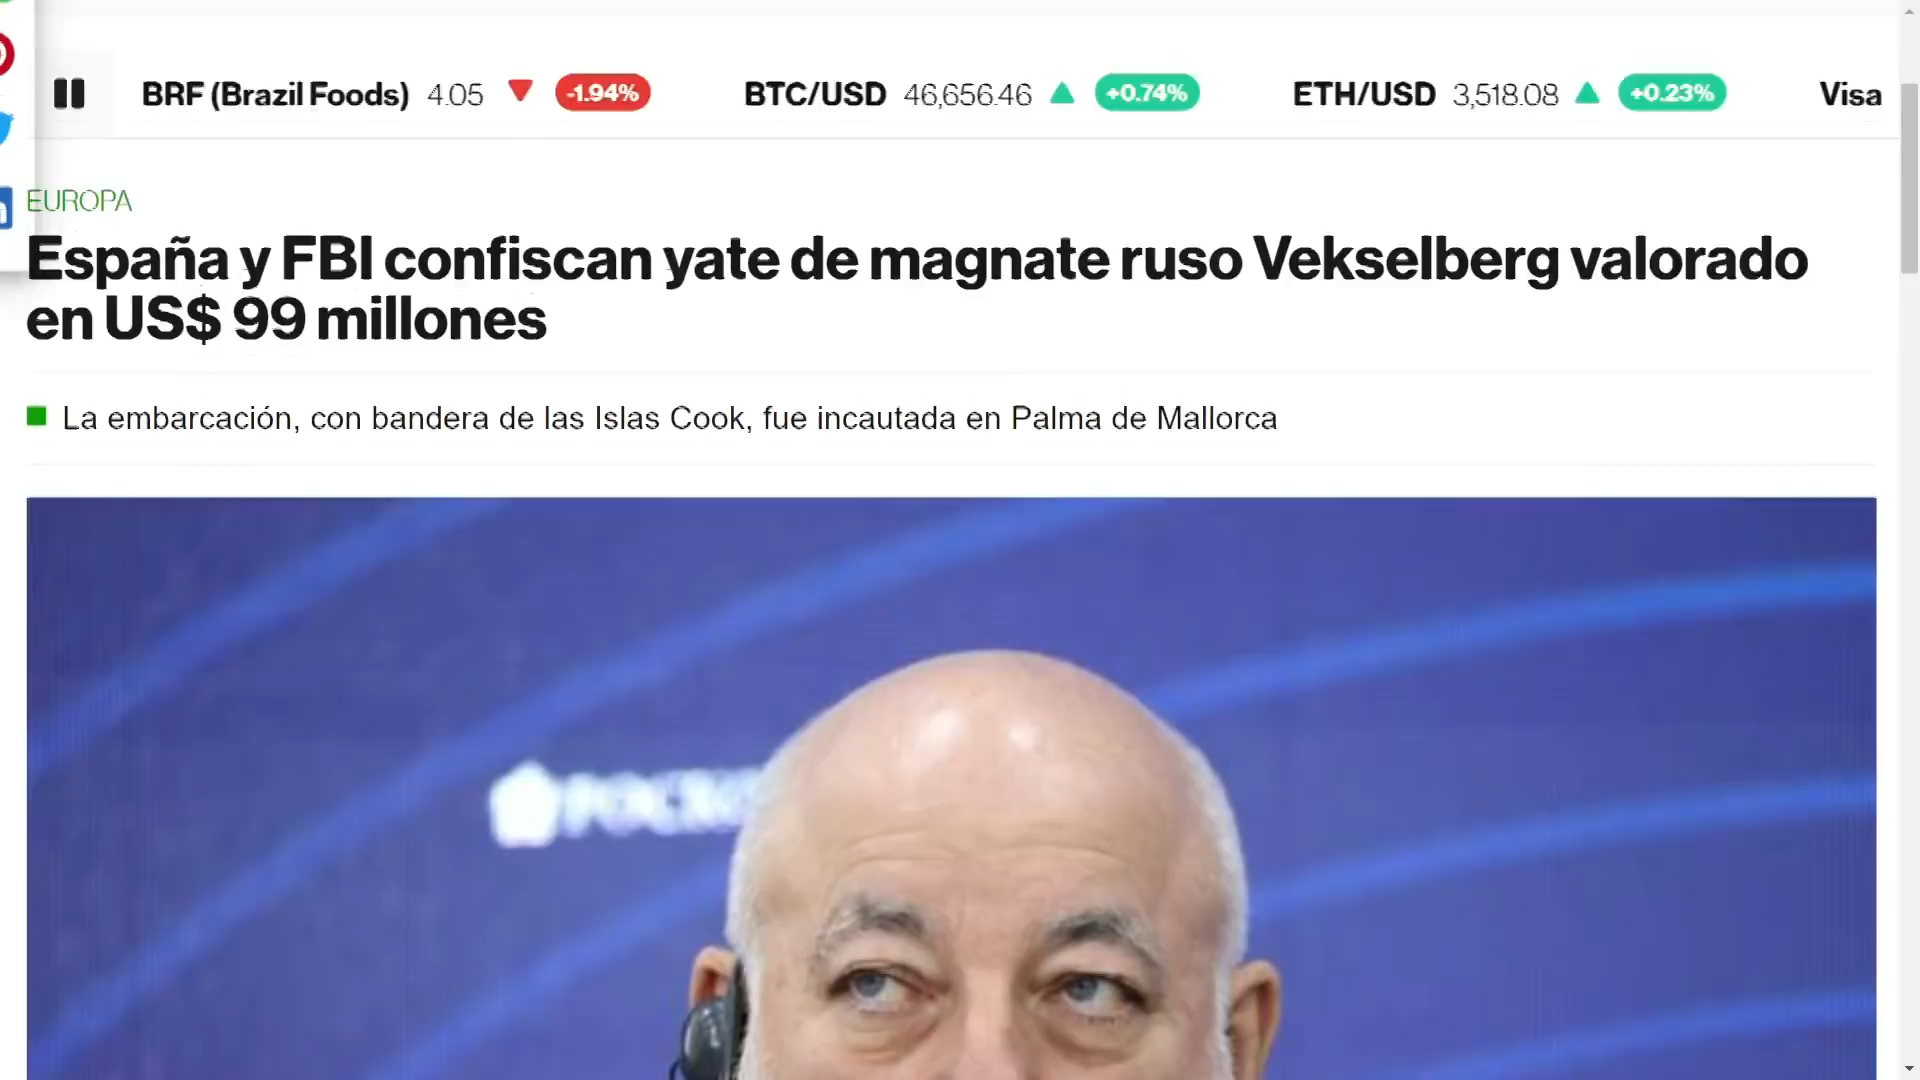 BRF (Brazil Foods) 4.05 ▼ -1.94% BTC/USD 46,656.46 ▲ +0.74% ETH/USD 3,518.08 ▲ +0.23% Visa
EUROPA
España y FBI confiscan yate de magnate ruso Vekselberg valorado
en US$ 99 millones
La embarcación, con bandera de las Islas Cook, fue incautada en Palma de Mallorca